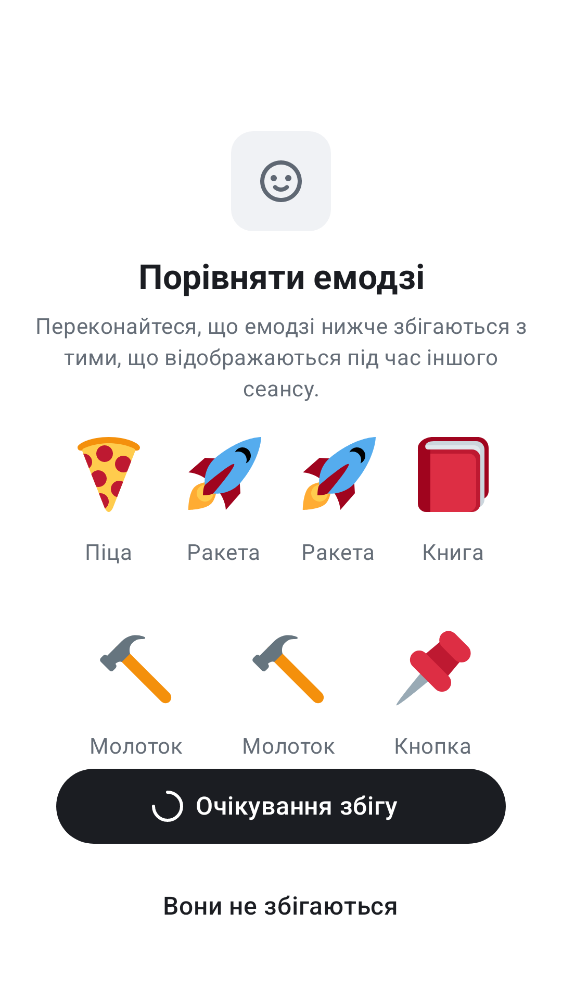 Порівняти емодзі
Переконайтеся, що емодзі нижче збігаються з
тими, що відображаються під час іншого
сеансу.
Піца Ракета Ракета Книга
Молоток Молоток Кнопка
Очікування збігу
Вони не збігаються